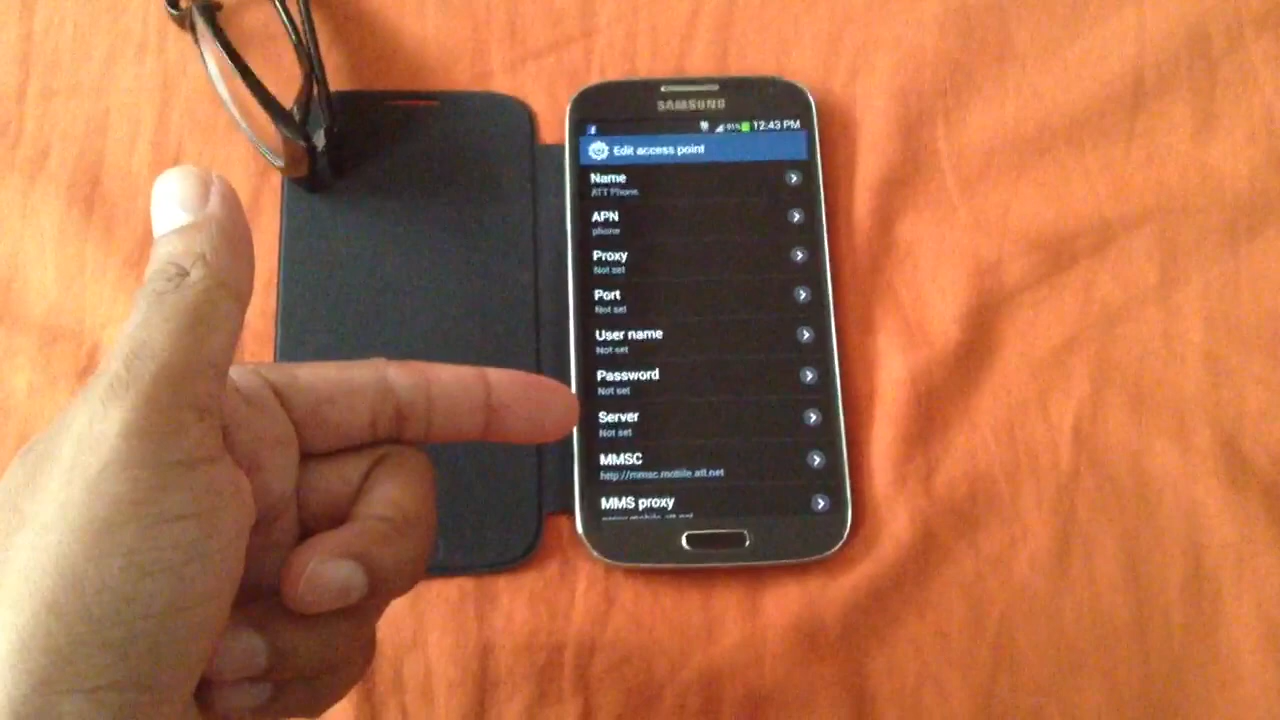 SAMSUNG
91% 12:43 PM
Edit access point
Name
ATT Phone
APN
phone
Proxy
Not set
Port
Not set
User name
Not set
Password
Not set
Server
Not set
MMSC
http://mmsc.mobile.att.net
MMS proxy